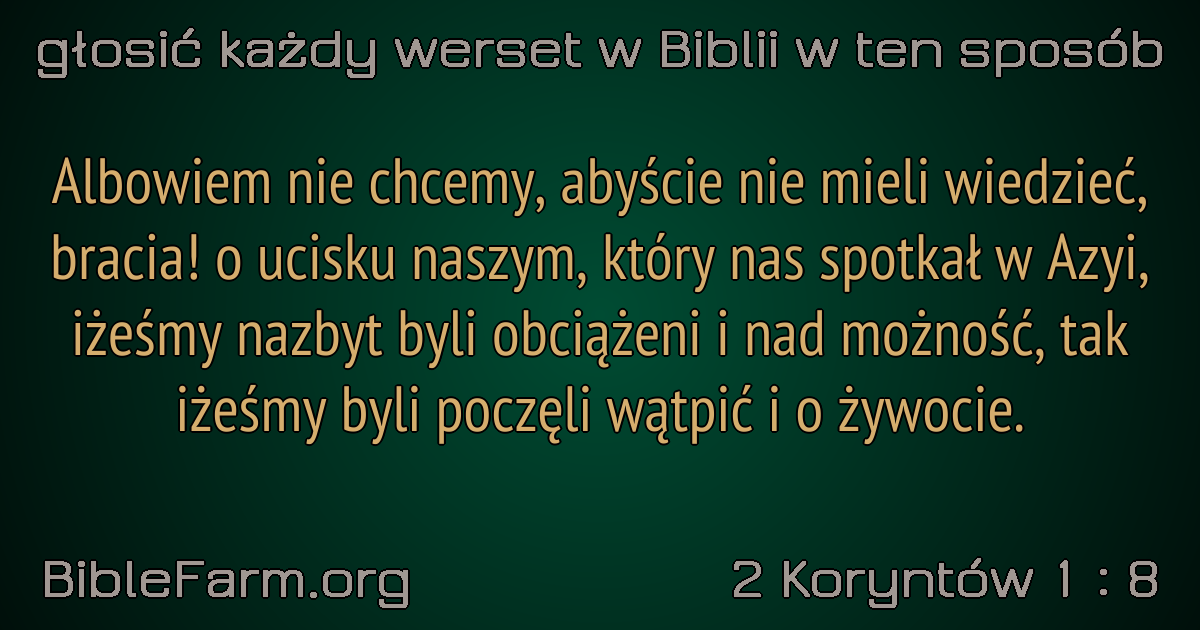 głosić każdy werset w Biblii w ten sposób
Albowiem nie chcemy, abyście nie mieli wiedzieć,
bracia! o ucisku naszym, który nas spotkał w Azyi,
iżeśmy nazbyt byli obciążeni i nad możność, tak
iżeśmy byli poczęli wątpić i o żywocie.
BibleFarm.org
2 Koryntów 1 : 8